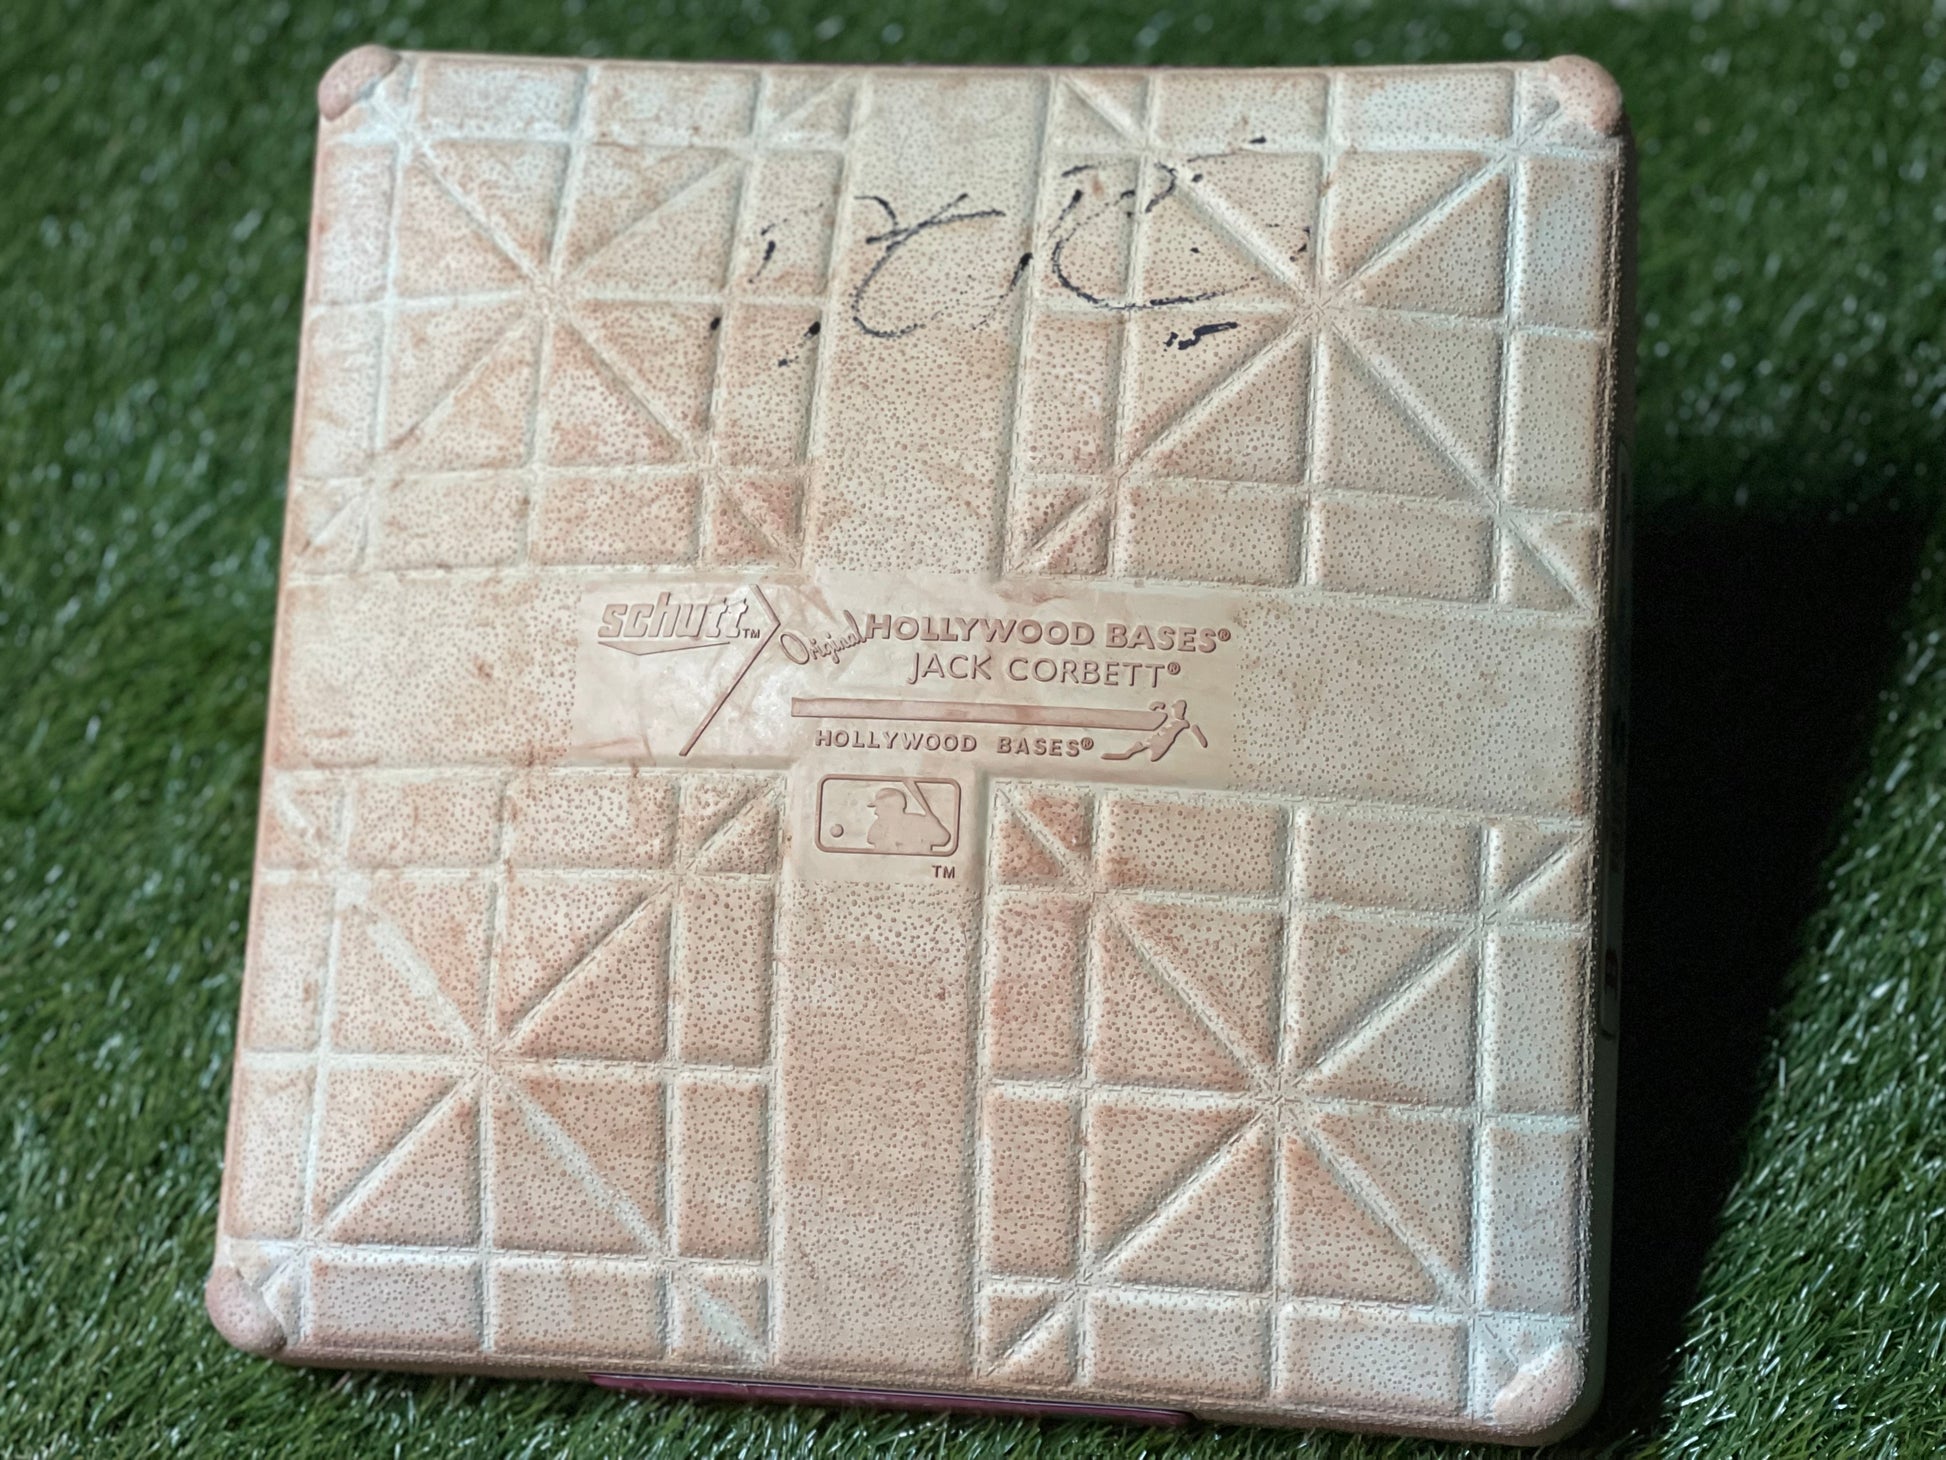 schutt™
Original HOLLYWOOD BASES®
JACK CORBETT®
HOLLYWOOD BASES®
TM